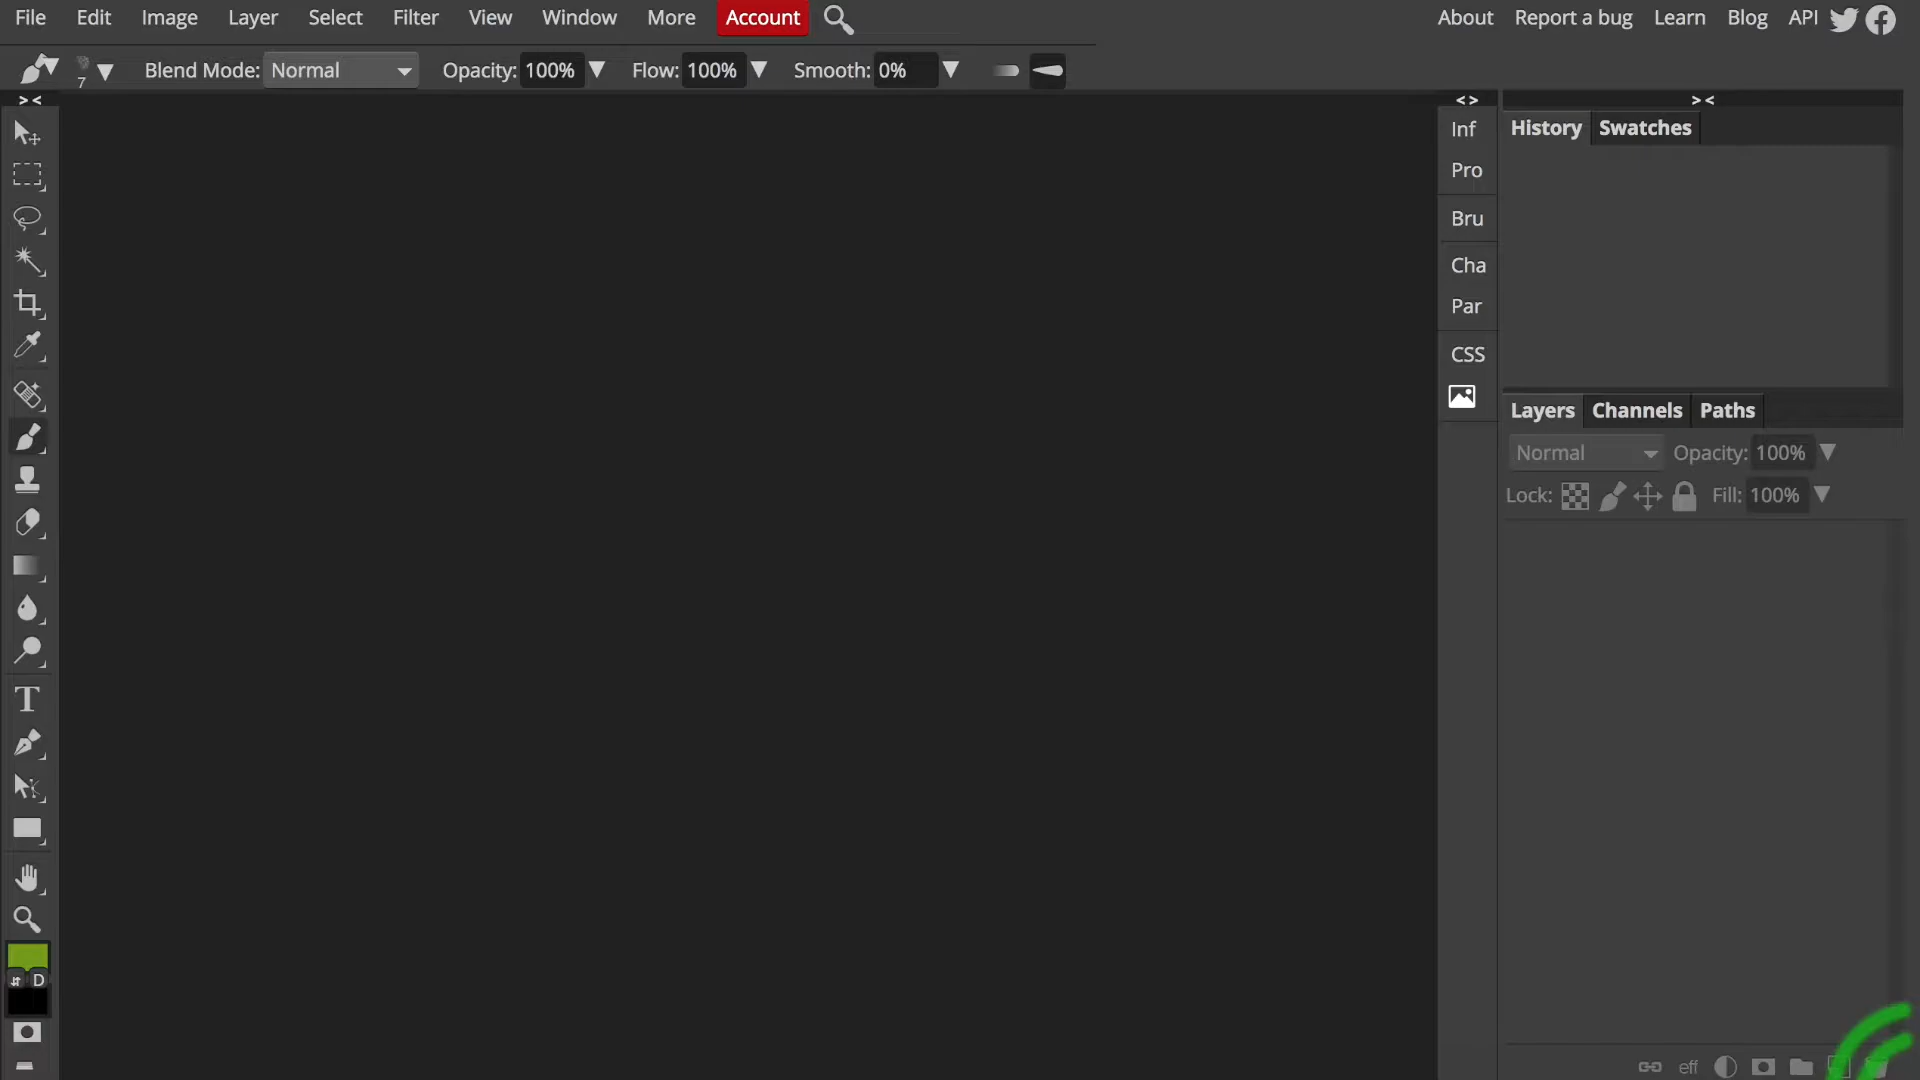 File Edit Image Layer Select Filter View Window More Account About Report a bug Learn Blog API
7 Blend Mode: Normal Opacity: 100% Flow: 100% Smooth: 0%
> < < > > <
Inf
Pro
Bru
Cha
Par
CSS
History Swatches
Layers Channels Paths
Normal Opacity: 100%
Lock: Fill: 100%
T
D
eff